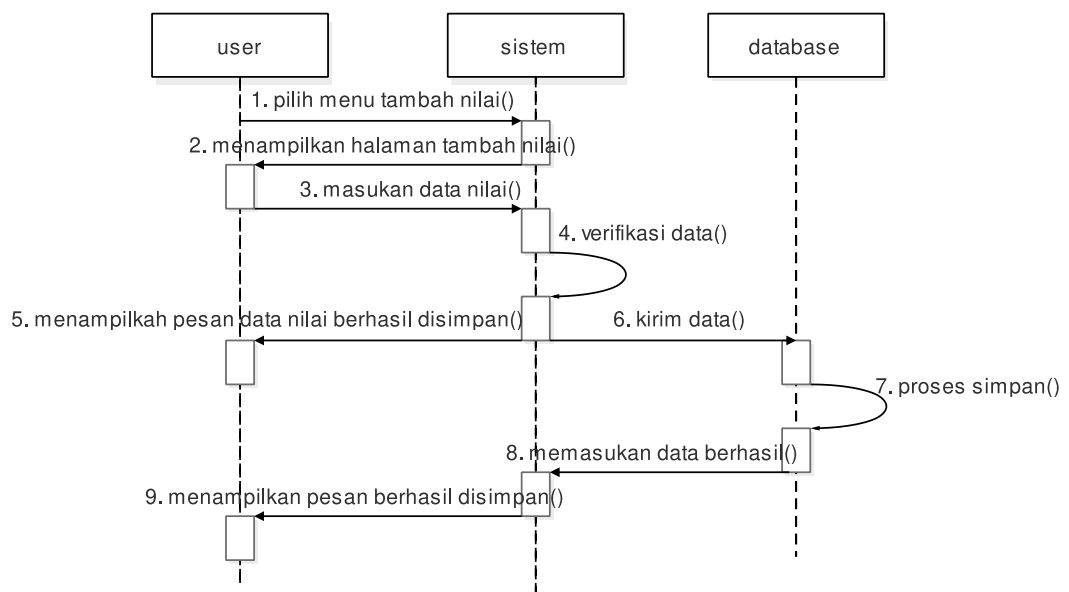 user
sistem
database
1. pilih menu tambah nilai()
2. menampilkan halaman tambah nilai()
3. masukan data nilai()
4. verifikasi data()
5. menampilkah pesan data nilai berhasil disimpan()
6. kirim data()
7. proses simpan()
8. memasukan data berhasil()
9. menampilkan pesan berhasil disimpan()